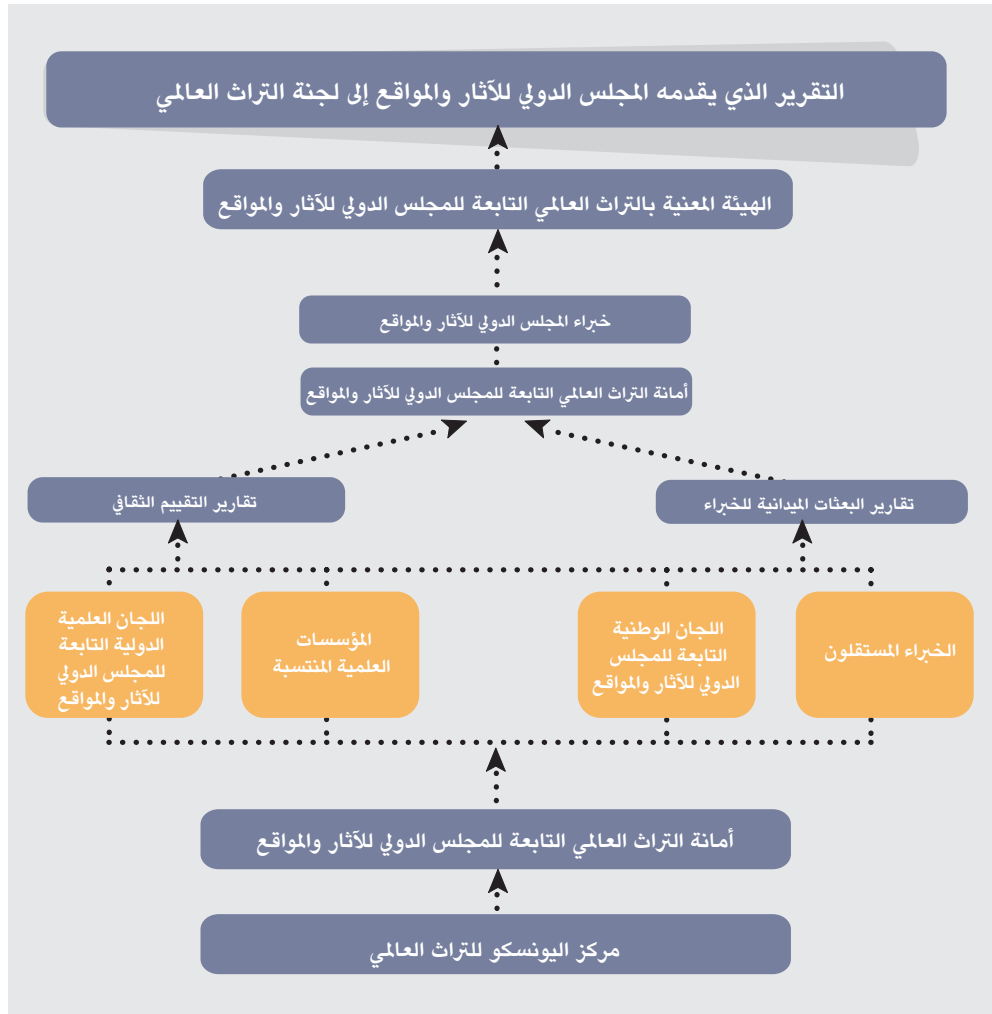 التقرير الذي يقدمه المجلس الدولي للآثار والمواقع إلى لجنة التراث العالمي
الهيئة المعنية بالتراث العالمي التابعة للمجلس الدولي للآثار والمواقع
خبراء المجلس الدولي للآثار والمواقع
أمانة التراث العالمي التابعة للمجلس الدولي للآثار والمواقع
تقارير البعثات الميدانية للخبراء
تقارير التقييم الثقافي
الخبراء المستقلون
اللجان الوطنية
التابعة للمجلس
الدولي للآثار والمواقع
المؤسسات
العلمية المنتسبة
اللجان العلمية
الدولية التابعة
للمجلس الدولي
للآثار والمواقع
أمانة التراث العالمي التابعة للمجلس الدولي للآثار والمواقع
مركز اليونسكو للتراث العالمي